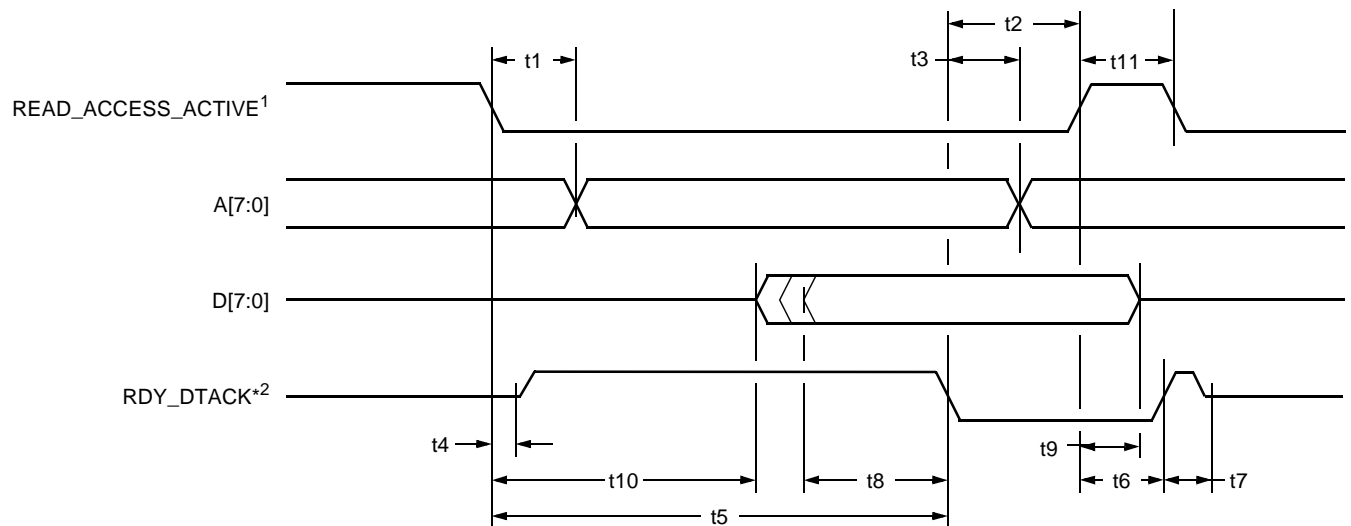 t2
t3
t1
t11
READ_ACCESS_ACTIVE1
A[7:0]
D[7:0]
RDY_DTACK*2
t4
t9
t10
t8
t6
t7
t5